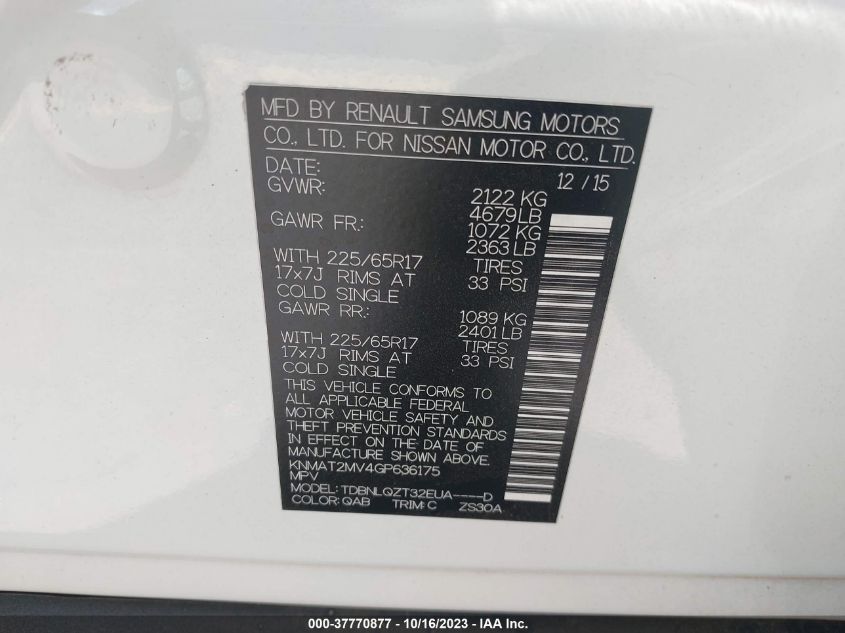 MFD BY RENAULT SAMSUNG MOTORS
CO., LTD. FOR NISSAN MOTOR CO., LTD.
DATE: 12 / 15
GVWR: 2122 KG
4679 LB
GAWR FR.: 1072 KG
2363 LB
WITH 225/65R17 TIRES
17x7J RIMS AT 33 PSI
COLD SINGLE
GAWR RR.: 1089 KG
2401 LB
WITH 225/65R17 TIRES
17x7J RIMS AT 33 PSI
COLD SINGLE
THIS VEHICLE CONFORMS TO
ALL APPLICABLE FEDERAL
MOTOR VEHICLE SAFETY AND
THEFT PREVENTION STANDARDS
IN EFFECT ON THE DATE OF
MANUFACTURE SHOWN ABOVE.
KNMAT2MV4GP636175
MPV
MODEL: TDBNLQZT32EUA----D
COLOR: QAB TRIM: C ZS30A
000-37770877 - 10/16/2023 - IAA Inc.